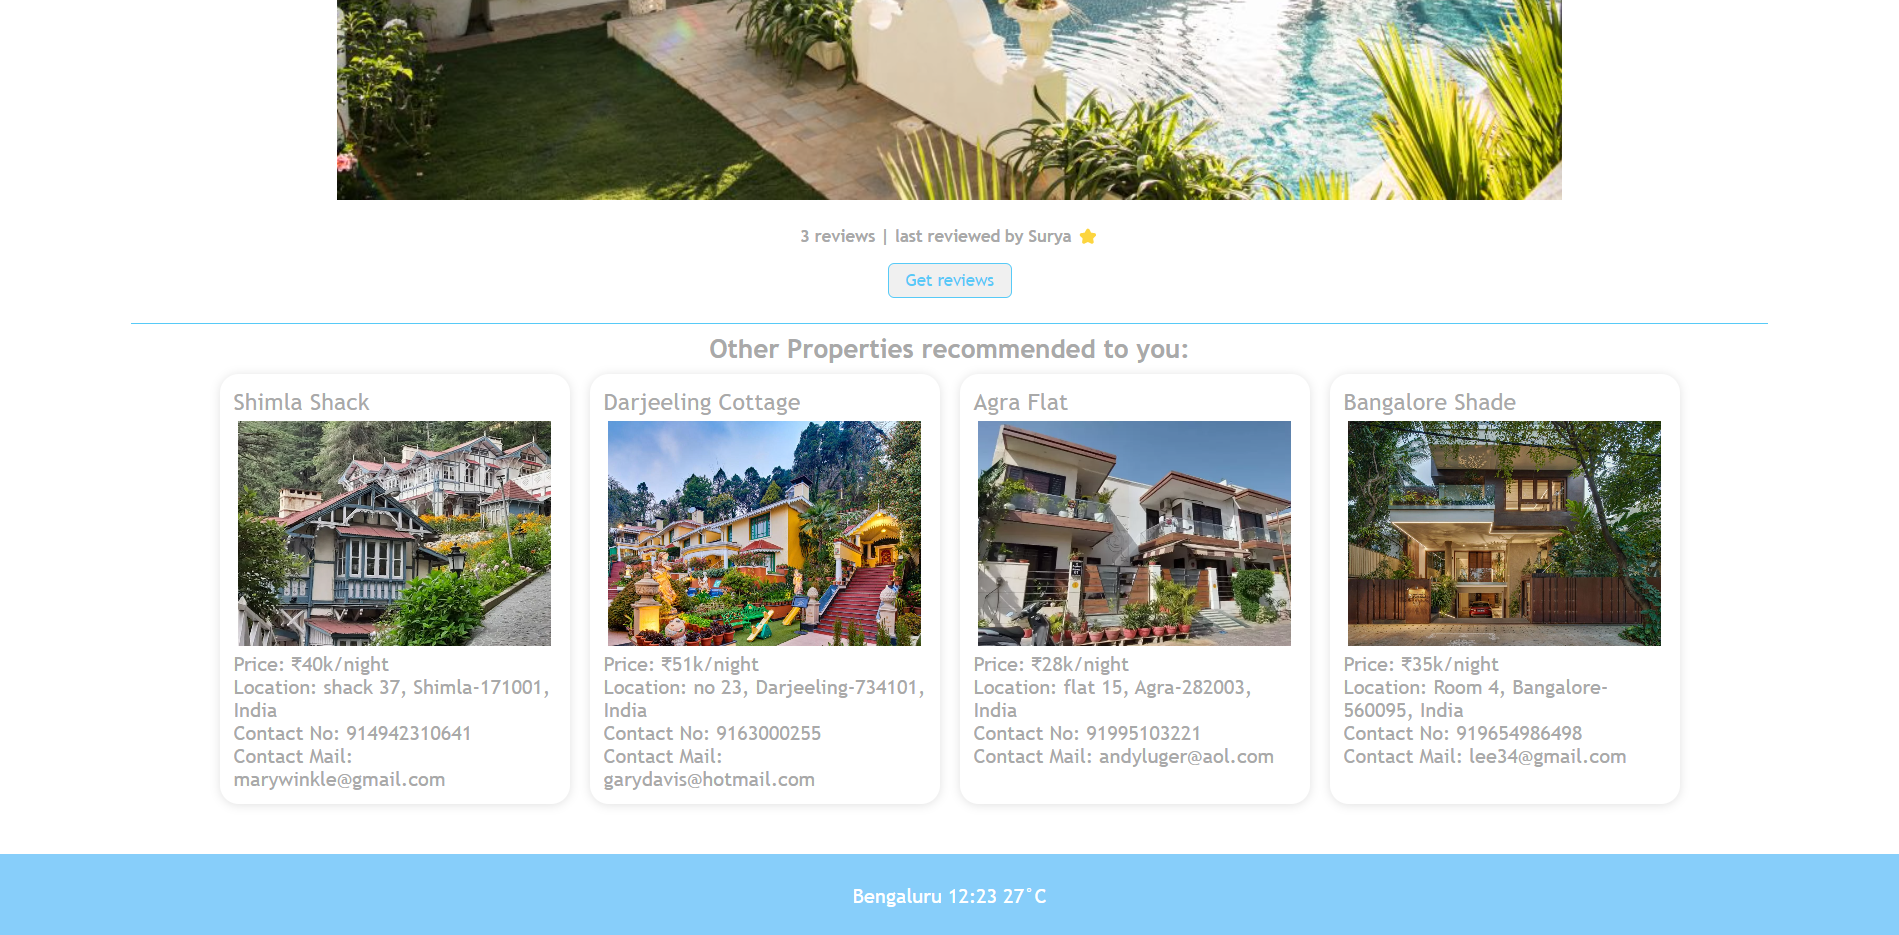 3 reviews | last reviewed by Surya
Get reviews
Other Properties recommended to you:
Shimla Shack
Price: ₹40k/night
Location: shack 37, Shimla-171001,
India
Contact No: 914942310641
Contact Mail:
marywinkle@gmail.com
Darjeeling Cottage
Price: ₹51k/night
Location: no 23, Darjeeling-734101,
India
Contact No: 9163000255
Contact Mail:
garydavis@hotmail.com
Agra Flat
Price: ₹28k/night
Location: flat 15, Agra-282003,
India
Contact No: 91995103221
Contact Mail: andyluger@aol.com
Bangalore Shade
Price: ₹35k/night
Location: Room 4, Bangalore-
560095, India
Contact No: 919654986498
Contact Mail: lee34@gmail.com
Bengaluru 12:23 27°C